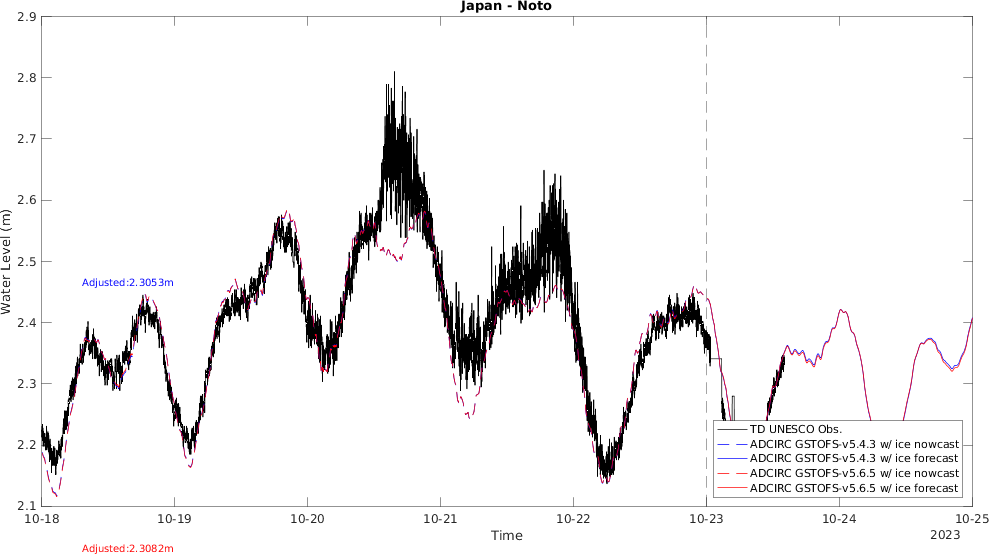 Japan - Noto
Water Level (m)
2.9
2.8
2.7
2.6
2.5
2.4
2.3
2.2
2.1
Adjusted:2.3053m
TD UNESCO Obs.
ADCIRC GSTOFS-v5.4.3 w/ ice nowcast
ADCIRC GSTOFS-v5.4.3 w/ ice forecast
ADCIRC GSTOFS-v5.6.5 w/ ice nowcast
ADCIRC GSTOFS-v5.6.5 w/ ice forecast
10-18 10-19 10-20 10-21 10-22 10-23 10-24 10-25
Time
2023
Adjusted:2.3082m